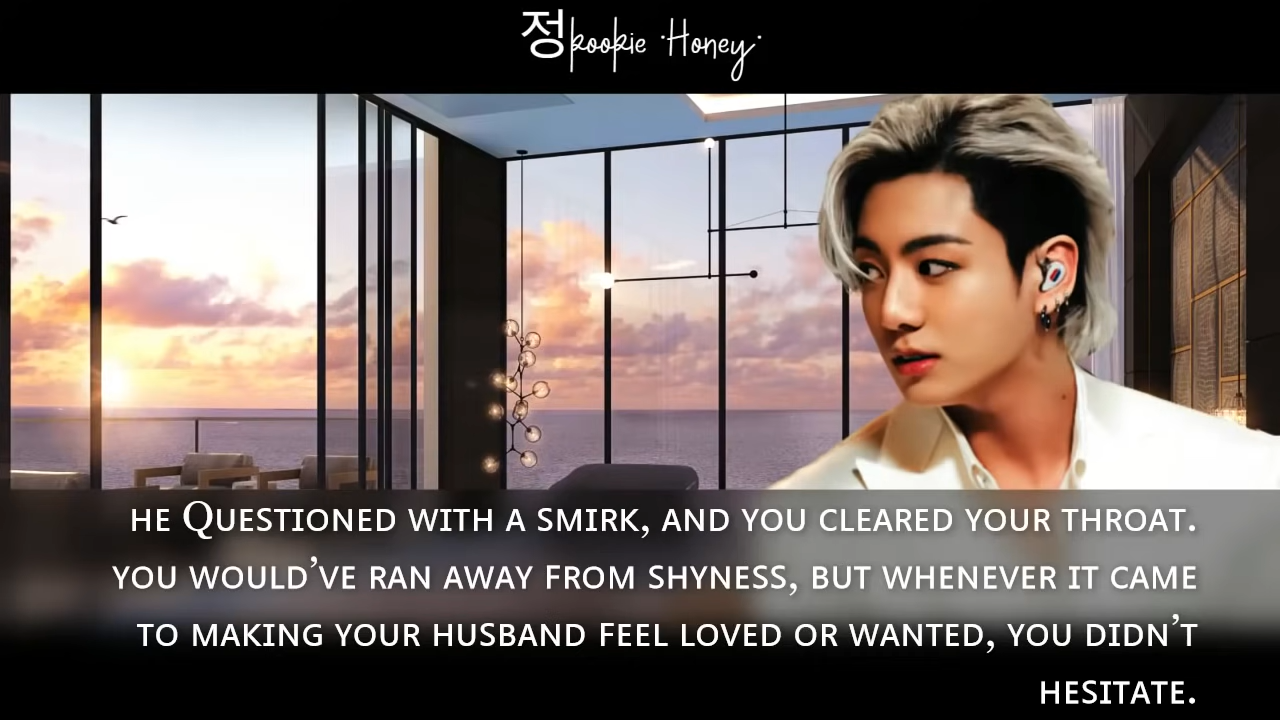 정kookie Honey
HE QUESTIONED WITH A SMIRK, AND YOU CLEARED YOUR THROAT.
YOU WOULD'VE RAN AWAY FROM SHYNESS, BUT WHENEVER IT CAME
TO MAKING YOUR HUSBAND FEEL LOVED OR WANTED, YOU DIDN'T
HESITATE.